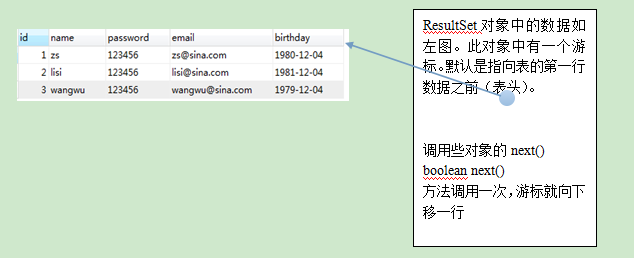 id name password email birthday
1 zs 123456 zs@sina.com 1980-12-04
2 lisi 123456 lisi@sina.com 1981-12-04
3 wangwu 123456 wangwu@sina.com 1979-12-04
ResultSet 对象中的数据如
左图。此对象中有一个游
标。默认是指向表的第一行
数据之前（表头）。
调用些对象的 next()
boolean next()
方法调用一次，游标就向下
移一行